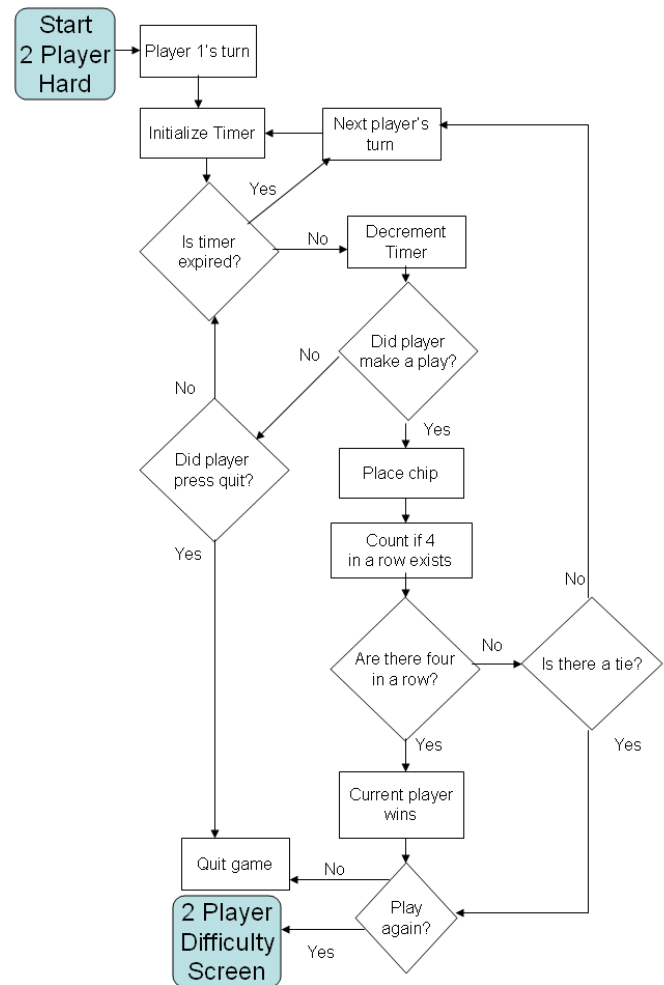 Start
2 Player
Hard
Player 1's turn
Initialize Timer
Next player's
turn
Yes
Is timer
expired?
No
Decrement
Timer
Did player
make a play?
No
No
Yes
Did player
press quit?
Place chip
Yes
Count if 4
in a row exists
No
Are there four
in a row?
No
Is there a tie?
Yes
Yes
Current player
wins
Quit game
No
Play
again?
2 Player
Difficulty
Screen
Yes